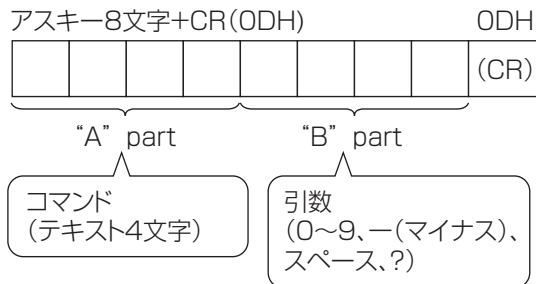 アスキー8文字+CR(0DH)
0DH
(CR)
“A” part
“B” part
コマンド
(テキスト4文字)
引数
(0~9、ー(マイナス)、
スペース、?)